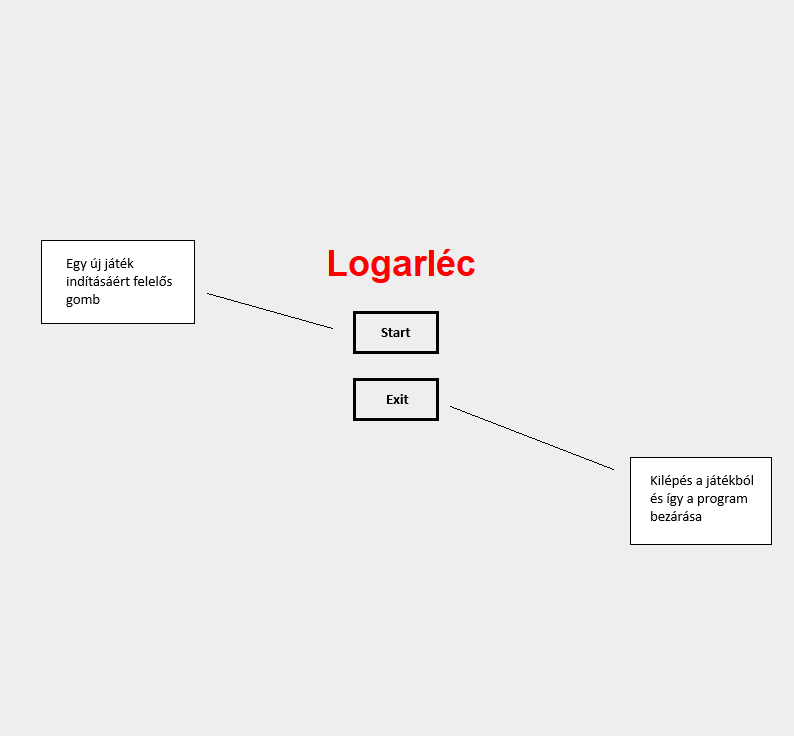 Logarléc
Egy új játék
indításáért felelős
gomb
Start
Exit
Kilépés a játékból
és így a program
bezárása